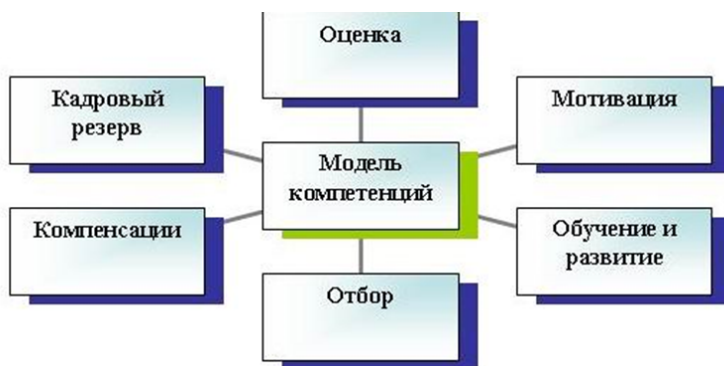 Оценка
Кадровый
резерв
Мотивация
Модель
компетенций
Компенсации
Обучение и
развитие
Отбор